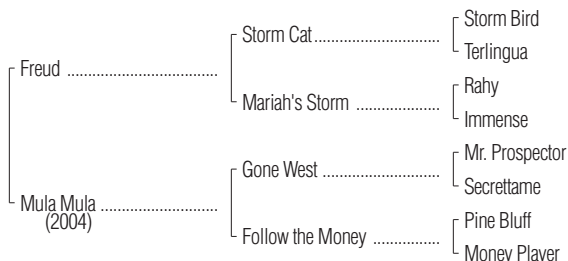 Storm Bird
Storm Cat ........................................
Terlingua
Freud ................................................
Rahy
Mariah's Storm ..........................
Immense
Mr. Prospector
Gone West .....................................
Secrettame
Mula Mula .....................................
(2004)
Pine Bluff
Follow the Money .....................
Money Player